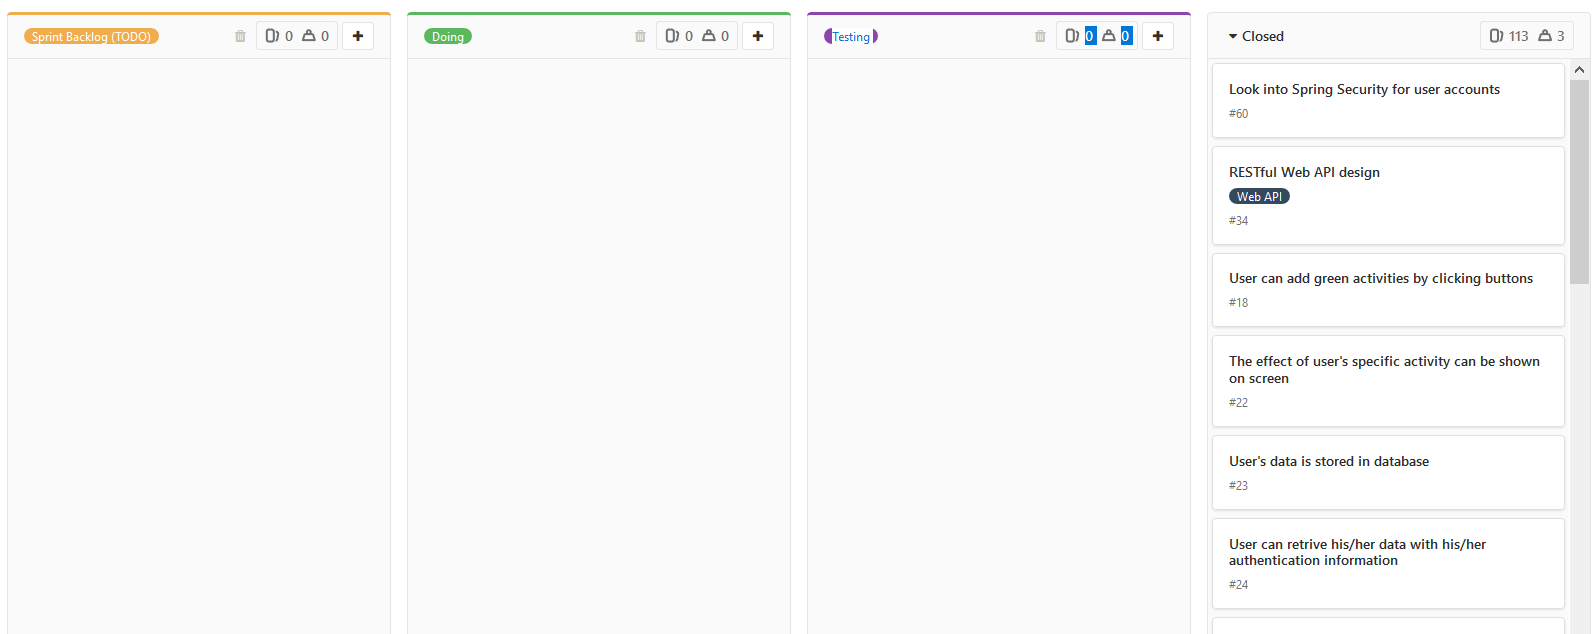 Sprint Backlog (TODO) 0 0
Doing 0 0
Testing 0 0
Closed 113 3
Look into Spring Security for user accounts
#60
RESTful Web API design
Web API
#34
User can add green activities by clicking buttons
#18
The effect of user's specific activity can be shown
on screen
#22
User's data is stored in database
#23
User can retrive his/her data with his/her
authentication information
#24